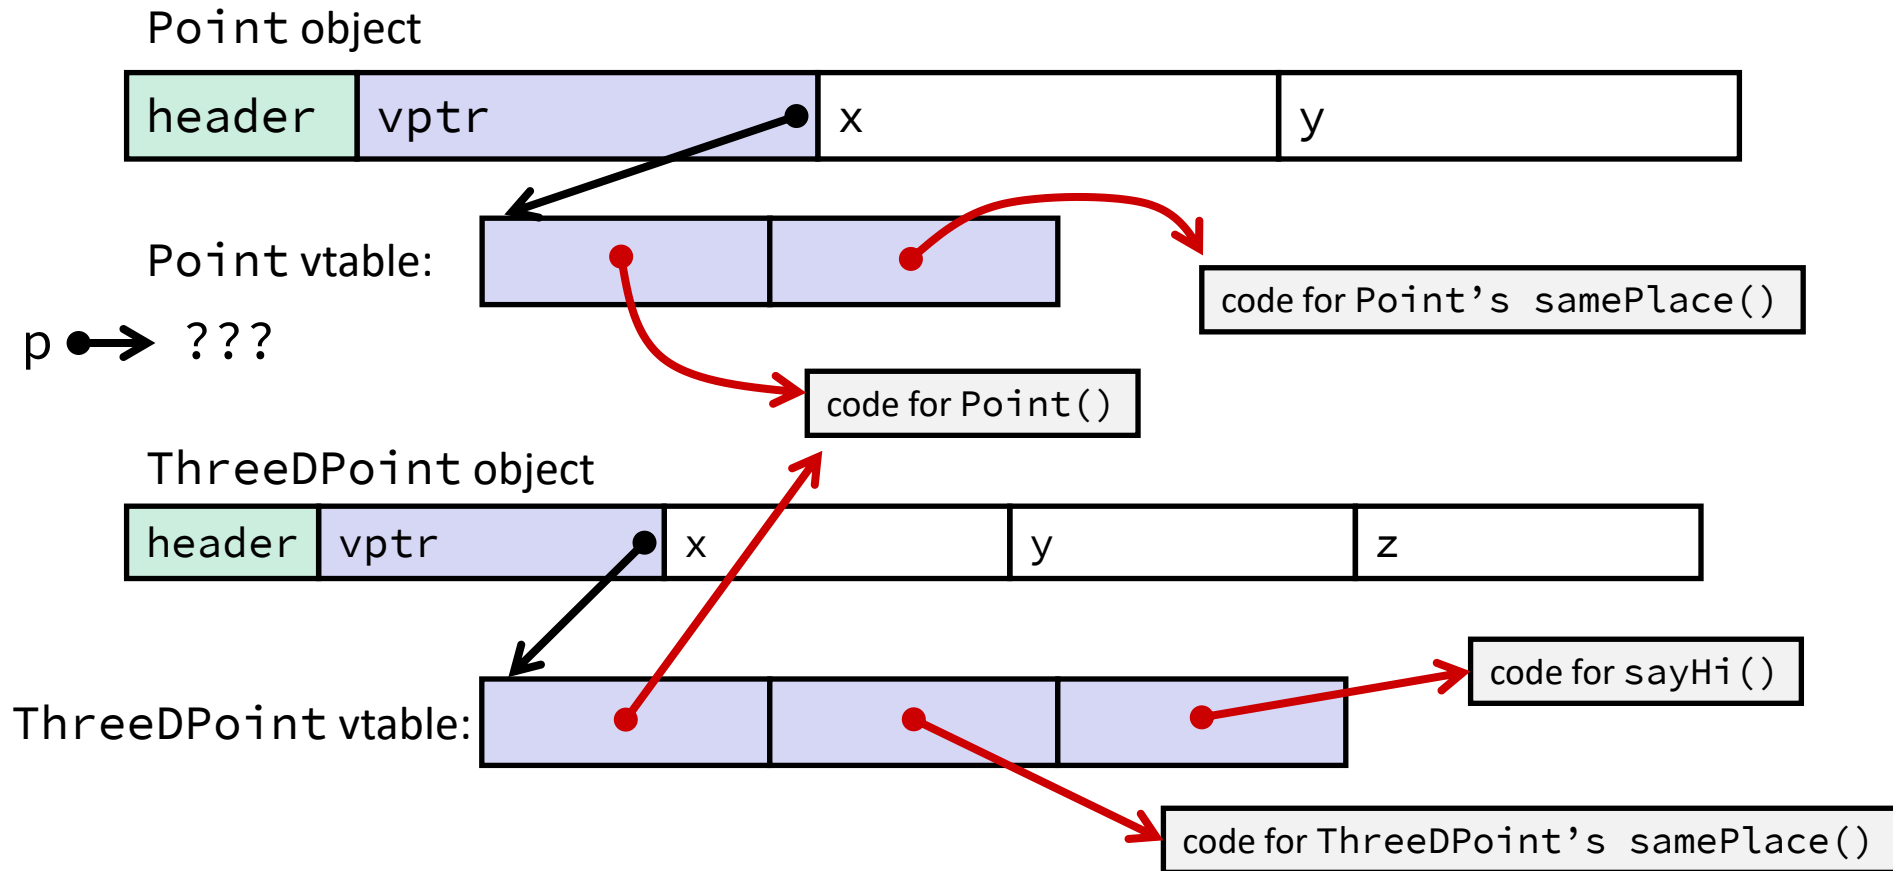 Point object
header vptr x y
Point vtable:
code for Point’s samePlace()
p ???
code for Point()
ThreeDPoint object
header vptr x y z
code for sayHi()
ThreeDPoint vtable:
code for ThreeDPoint’s samePlace()